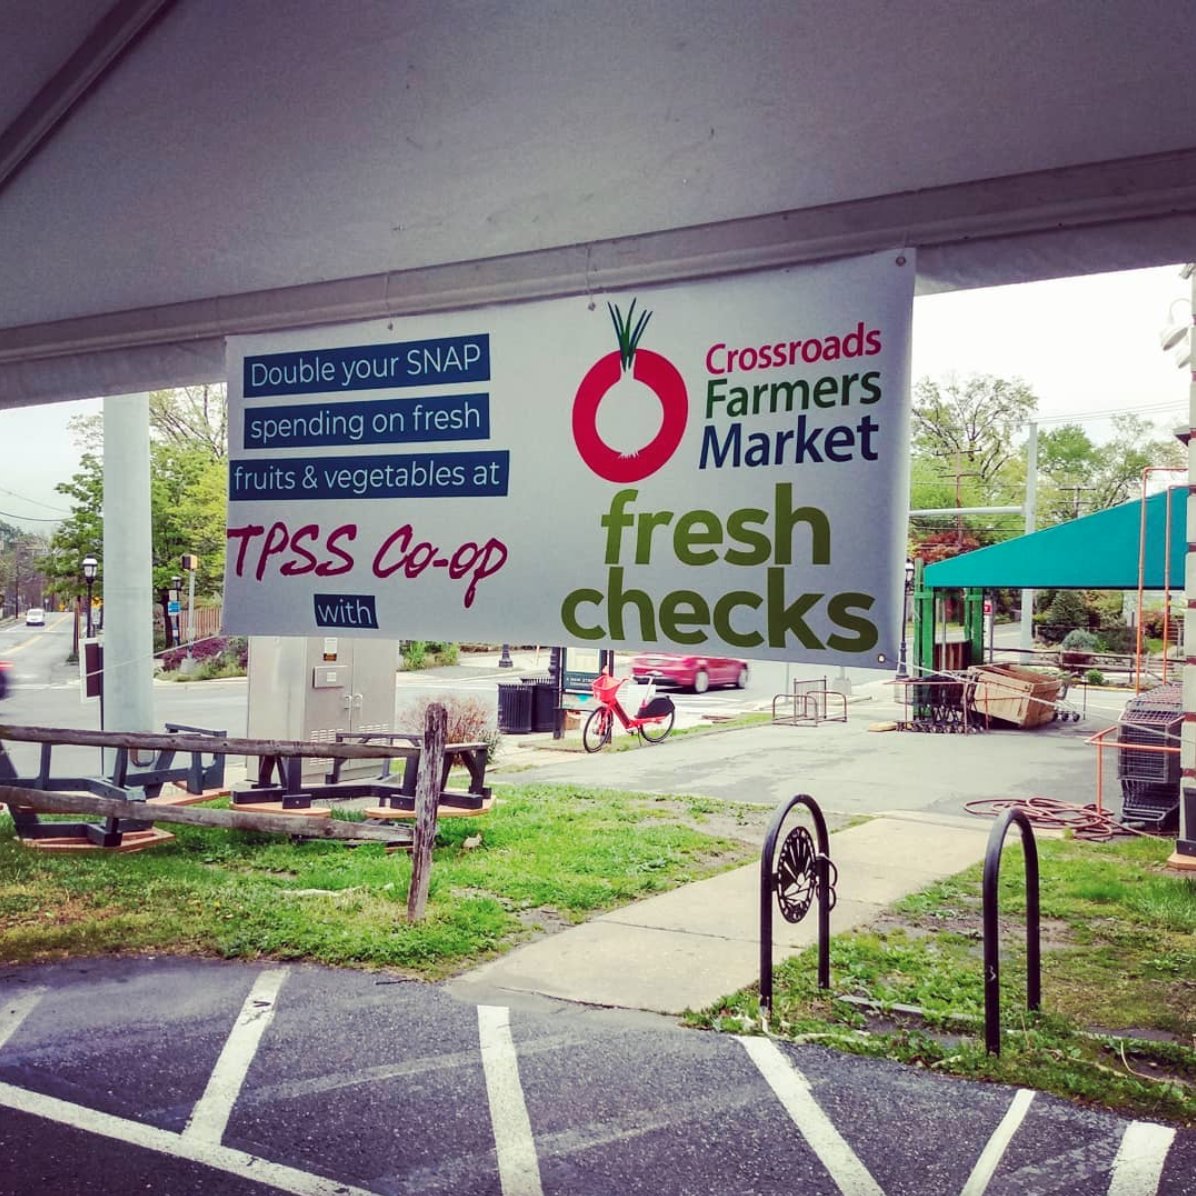 Double your SNAP
spending on fresh
fruits & vegetables at
TPSS Co-op
with
Crossroads
Farmers
Market
fresh
checks